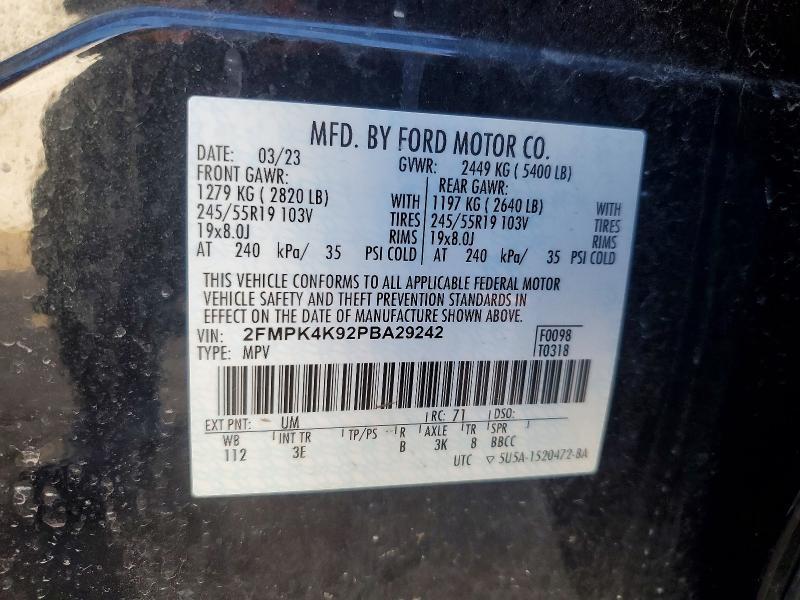 MFD. BY FORD MOTOR CO.
DATE: 03/23 GVWR: 2449 KG ( 5400 LB)
FRONT GAWR: REAR GAWR:
1279 KG ( 2820 LB) WITH 1197 KG ( 2640 LB) WITH
245/55R19 103V TIRES 245/55R19 103V TIRES
19x8.0J RIMS 19x8.0J RIMS
AT 240 kPa/ 35 PSI COLD AT 240 kPa/ 35 PSI COLD
THIS VEHICLE CONFORMS TO ALL APPLICABLE FEDERAL MOTOR
VEHICLE SAFETY AND THEFT PREVENTION STANDARDS IN
EFFECT ON THE DATE OF MANUFACTURE SHOWN ABOVE.
VIN: 2FMPK4K92PBA29242 F0098
TYPE: MPV T0318
EXT PNT: UM RC: 71 DSO:
WB INT TR TP/PS R AXLE TR SPR
112 3E B 3K 8 BBCC
UTC ▽ 5U5A-1520472-BA